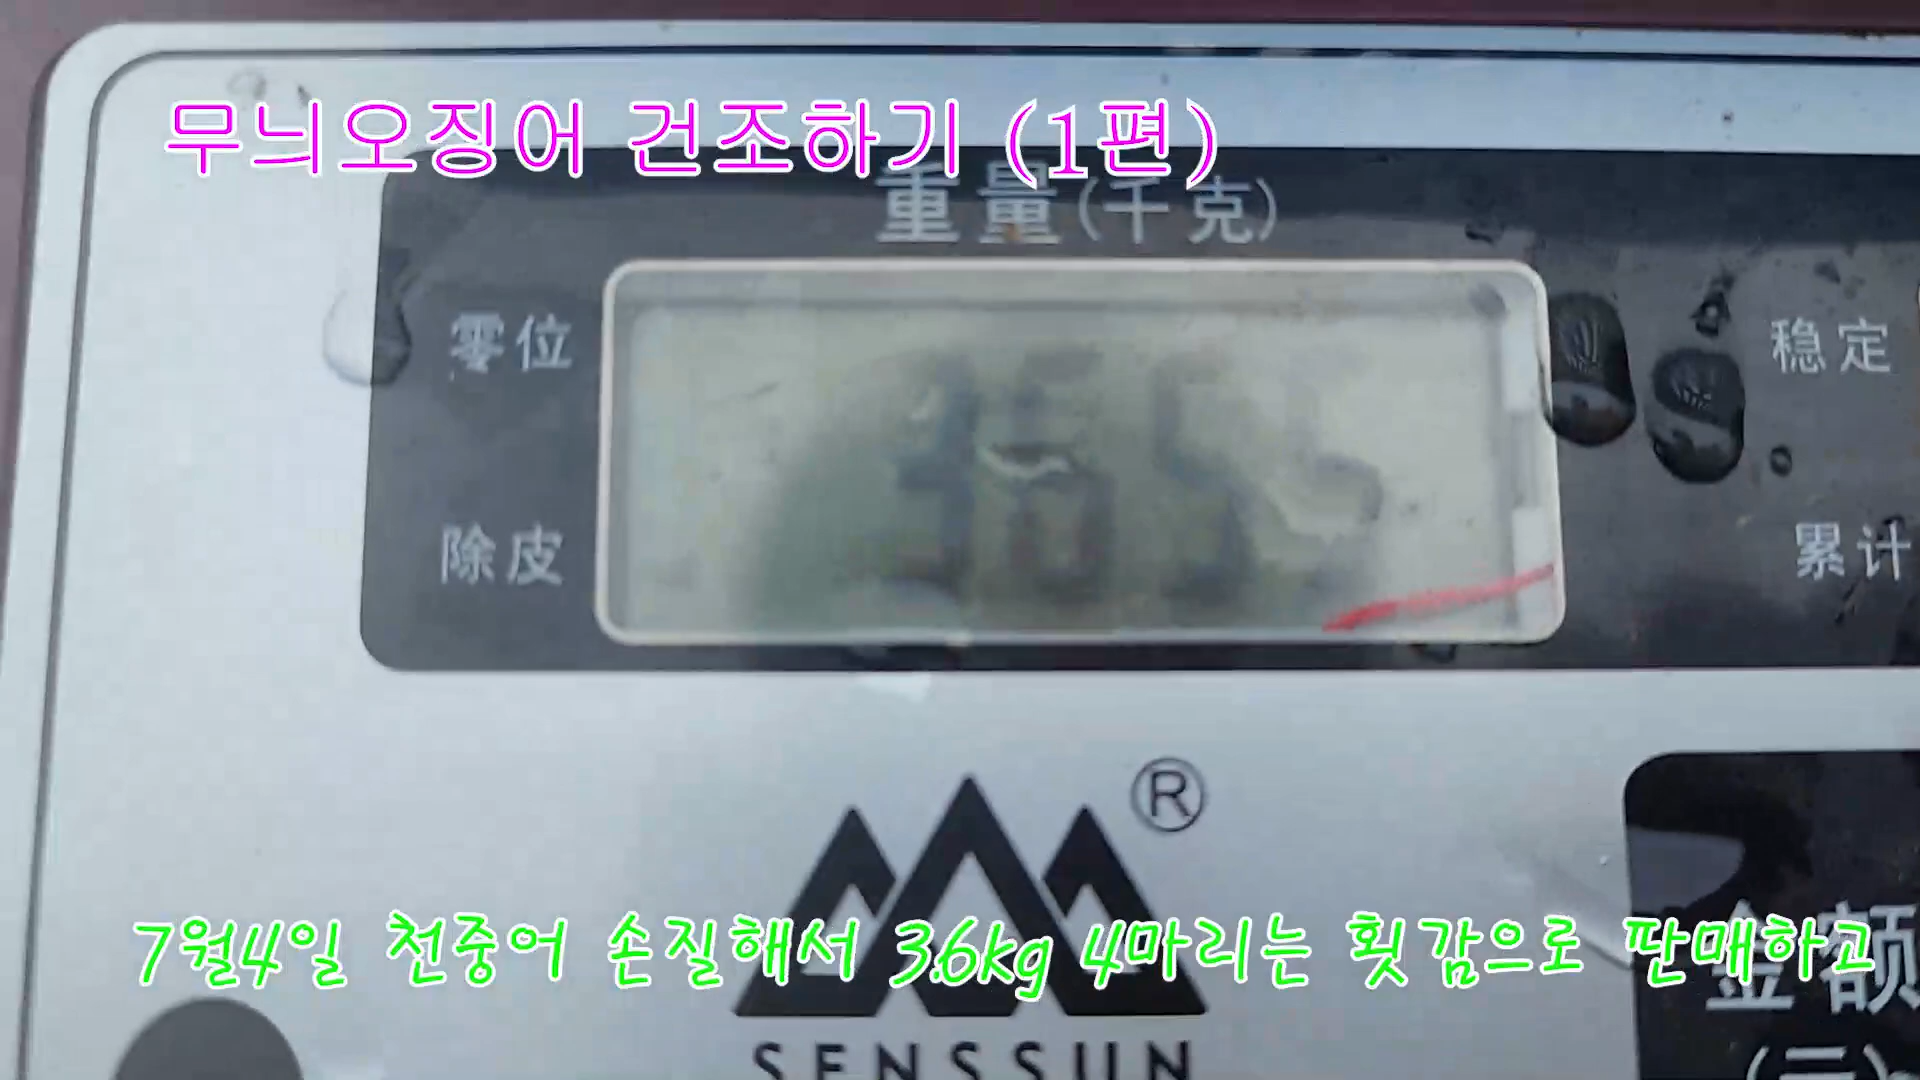 무늬오징어 건조하기 (1편)
重量(千克)
零位
稳定
除皮
累计
®
7월4일 천중어 손질해서 3.6kg 4마리는 횟감으로 판매하고
金额
SENSSUN